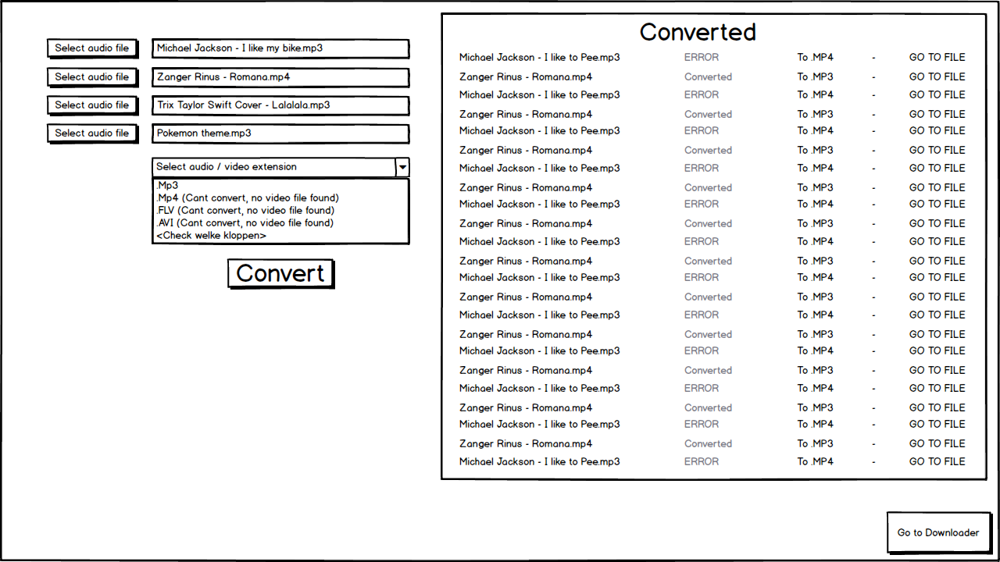 Select audio file Michael Jackson - I like my bike.mp3
Select audio file Zanger Rinus - Romana.mp4
Select audio file Trix Taylor Swift Cover - Lalalala.mp3
Select audio file Pokemon theme.mp3
Select audio / video extension
.Mp3
.Mp4 (Cant convert, no video file found)
.FLV (Cant convert, no video file found)
.AVI (Cant convert, no video file found)
<Check welke kloppen>
Convert
Converted
Michael Jackson - I like to Pee.mp3 ERROR To .MP4 - GO TO FILE
Zanger Rinus - Romana.mp4 Converted To .MP3 - GO TO FILE
Michael Jackson - I like to Pee.mp3 ERROR To .MP4 - GO TO FILE
Zanger Rinus - Romana.mp4 Converted To .MP3 - GO TO FILE
Michael Jackson - I like to Pee.mp3 ERROR To .MP4 - GO TO FILE
Zanger Rinus - Romana.mp4 Converted To .MP3 - GO TO FILE
Michael Jackson - I like to Pee.mp3 ERROR To .MP4 - GO TO FILE
Zanger Rinus - Romana.mp4 Converted To .MP3 - GO TO FILE
Michael Jackson - I like to Pee.mp3 ERROR To .MP4 - GO TO FILE
Zanger Rinus - Romana.mp4 Converted To .MP3 - GO TO FILE
Michael Jackson - I like to Pee.mp3 ERROR To .MP4 - GO TO FILE
Zanger Rinus - Romana.mp4 Converted To .MP3 - GO TO FILE
Michael Jackson - I like to Pee.mp3 ERROR To .MP4 - GO TO FILE
Zanger Rinus - Romana.mp4 Converted To .MP3 - GO TO FILE
Michael Jackson - I like to Pee.mp3 ERROR To .MP4 - GO TO FILE
Zanger Rinus - Romana.mp4 Converted To .MP3 - GO TO FILE
Michael Jackson - I like to Pee.mp3 ERROR To .MP4 - GO TO FILE
Zanger Rinus - Romana.mp4 Converted To .MP3 - GO TO FILE
Michael Jackson - I like to Pee.mp3 ERROR To .MP4 - GO TO FILE
Zanger Rinus - Romana.mp4 Converted To .MP3 - GO TO FILE
Michael Jackson - I like to Pee.mp3 ERROR To .MP4 - GO TO FILE
Zanger Rinus - Romana.mp4 Converted To .MP3 - GO TO FILE
Michael Jackson - I like to Pee.mp3 ERROR To .MP4 - GO TO FILE
Go to Downloader